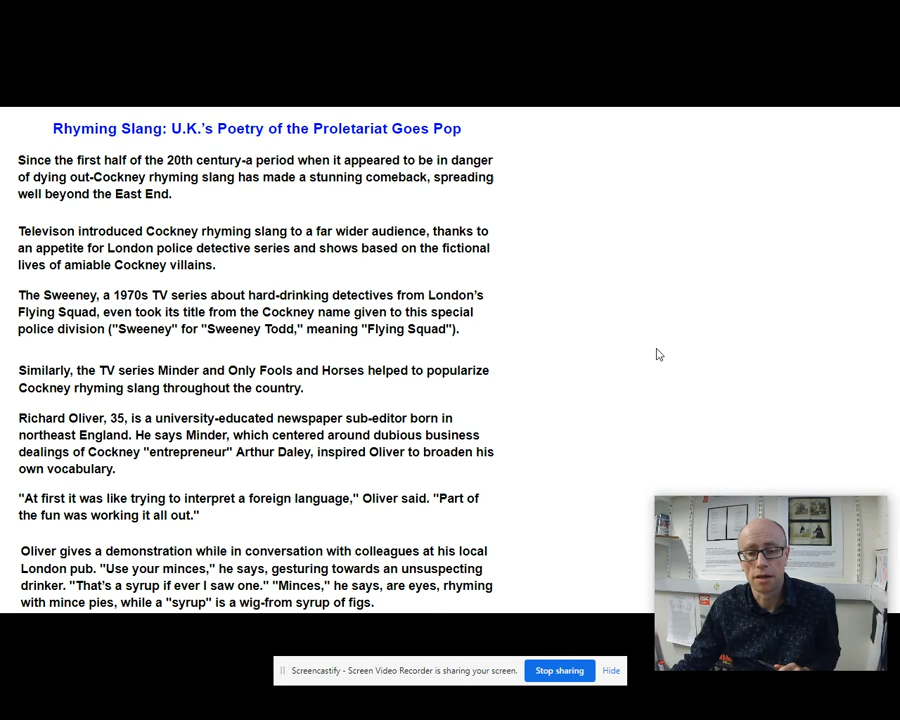 Rhyming Slang: U.K.'s Poetry of the Proletariat Goes Pop
Since the first half of the 20th century-a period when it appeared to be in danger
of dying out-Cockney rhyming slang has made a stunning comeback, spreading
well beyond the East End.
Televison introduced Cockney rhyming slang to a far wider audience, thanks to
an appetite for London police detective series and shows based on the fictional
lives of amiable Cockney villains.
The Sweeney, a 1970s TV series about hard-drinking detectives from London's
Flying Squad, even took its title from the Cockney name given to this special
police division ("Sweeney" for "Sweeney Todd," meaning "Flying Squad").
Similarly, the TV series Minder and Only Fools and Horses helped to popularize
Cockney rhyming slang throughout the country.
Richard Oliver, 35, is a university-educated newspaper sub-editor born in
northeast England. He says Minder, which centered around dubious business
dealings of Cockney "entrepreneur" Arthur Daley, inspired Oliver to broaden his
own vocabulary.
"At first it was like trying to interpret a foreign language," Oliver said. "Part of
the fun was working it all out."
Oliver gives a demonstration while in conversation with colleagues at his local
London pub. "Use your minces," he says, gesturing towards an unsuspecting
drinker. "That's a syrup if ever I saw one." "Minces," he says, are eyes, rhyming
with mince pies, while a "syrup" is a wig-from syrup of figs.
Screencastify - Screen Video Recorder is sharing your screen.
Stop sharing
Hide